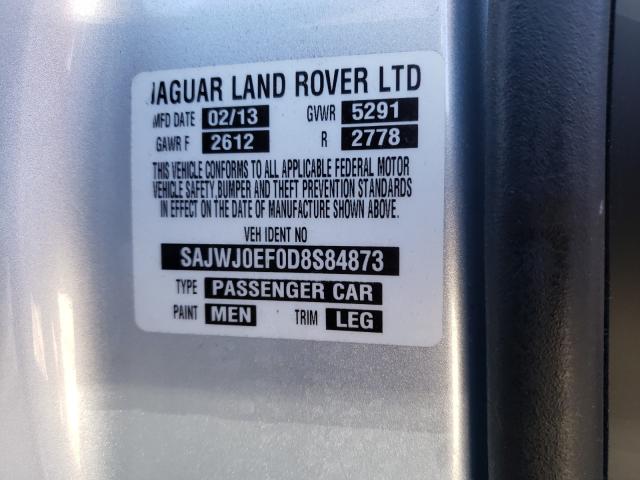 JAGUAR LAND ROVER LTD
MFD DATE 02/13 GVWR 5291
GAWR F 2612 R 2778
THIS VEHICLE CONFORMS TO ALL APPLICABLE FEDERAL MOTOR
VEHICLE SAFETY,BUMPER AND THEFT PREVENTION STANDARDS
IN EFFECT ON THE DATE OF MANUFACTURE SHOWN ABOVE.
VEH IDENT NO
SAJWJ0EF0D8S84873
TYPE PASSENGER CAR
PAINT MEN TRIM LEG